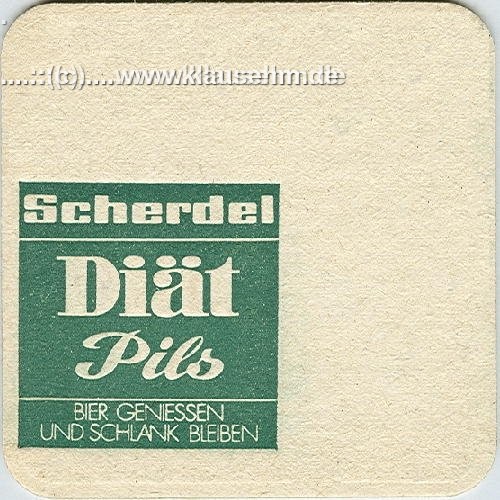 ....::((c))....www.klausehm.de
Scherdel
Diät
Pils
BIER GENIESSEN
UND SCHLANK BLEIBEN